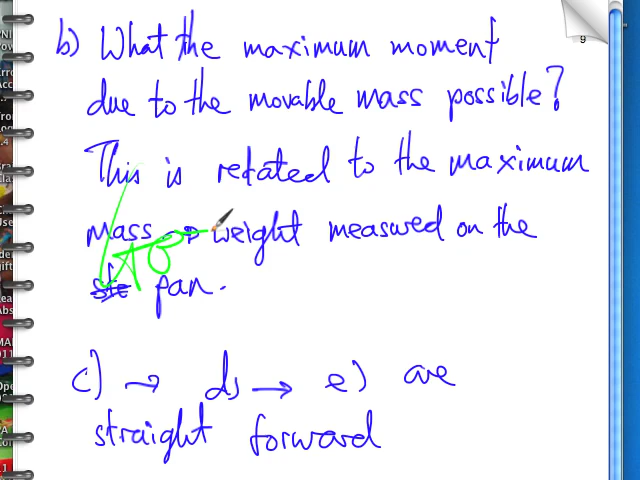 9
b) What the maximum moment
due to the movable mass possible?
This is related to the maximum
mass → weight measured on the
pan.
c) → d) → e) are
straight forward